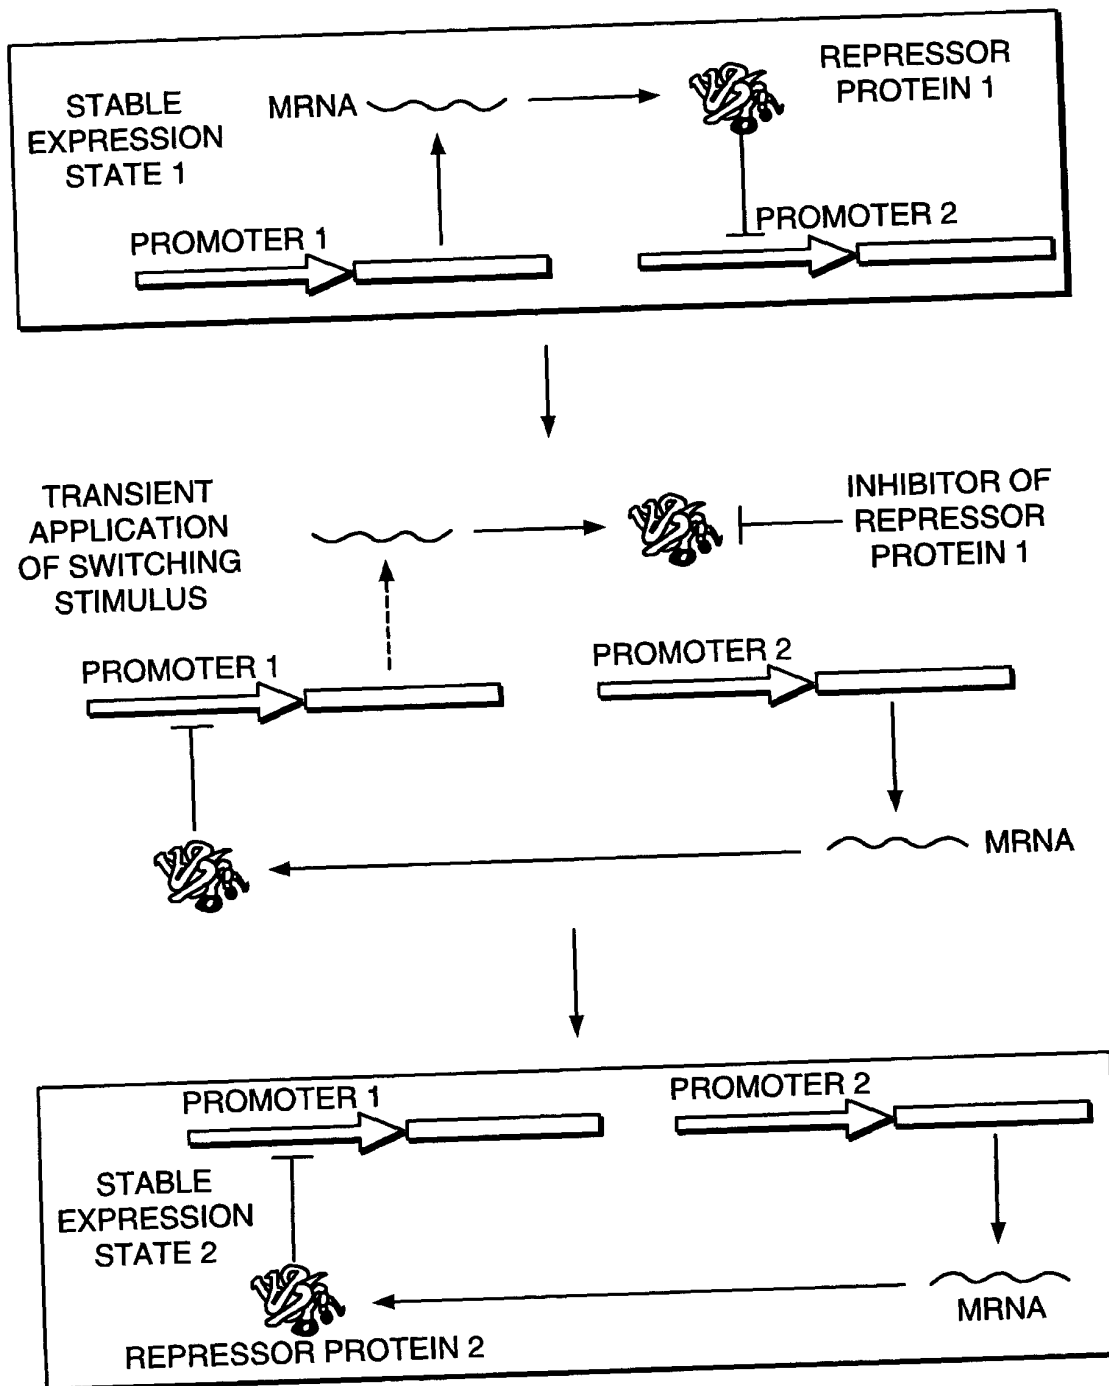 STABLE
EXPRESSION
STATE 1
MRNA
REPRESSOR
PROTEIN 1
PROMOTER 1
PROMOTER 2
TRANSIENT
APPLICATION
OF SWITCHING
STIMULUS
INHIBITOR OF
REPRESSOR
PROTEIN 1
PROMOTER 1
PROMOTER 2
MRNA
PROMOTER 1
PROMOTER 2
STABLE
EXPRESSION
STATE 2
MRNA
REPRESSOR PROTEIN 2